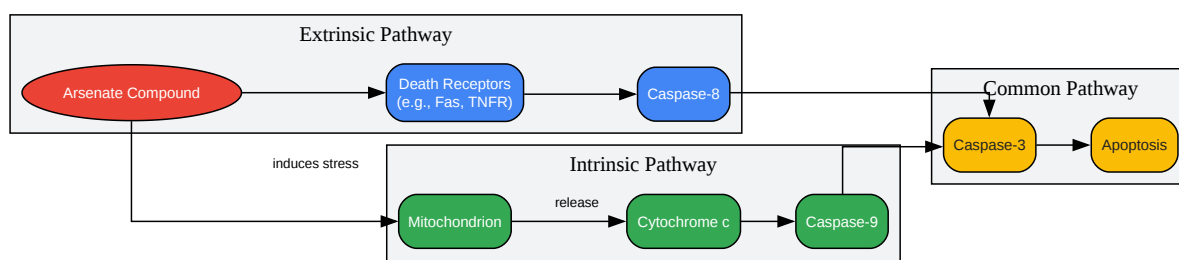 Extrinsic Pathway
Arsenate Compound
Death Receptors
(e.g., Fas, TNFR)
Caspase-8
Common Pathway
Caspase-3
Apoptosis
induces stress
Intrinsic Pathway
Mitochondrion
release
Cytochrome c
Caspase-9